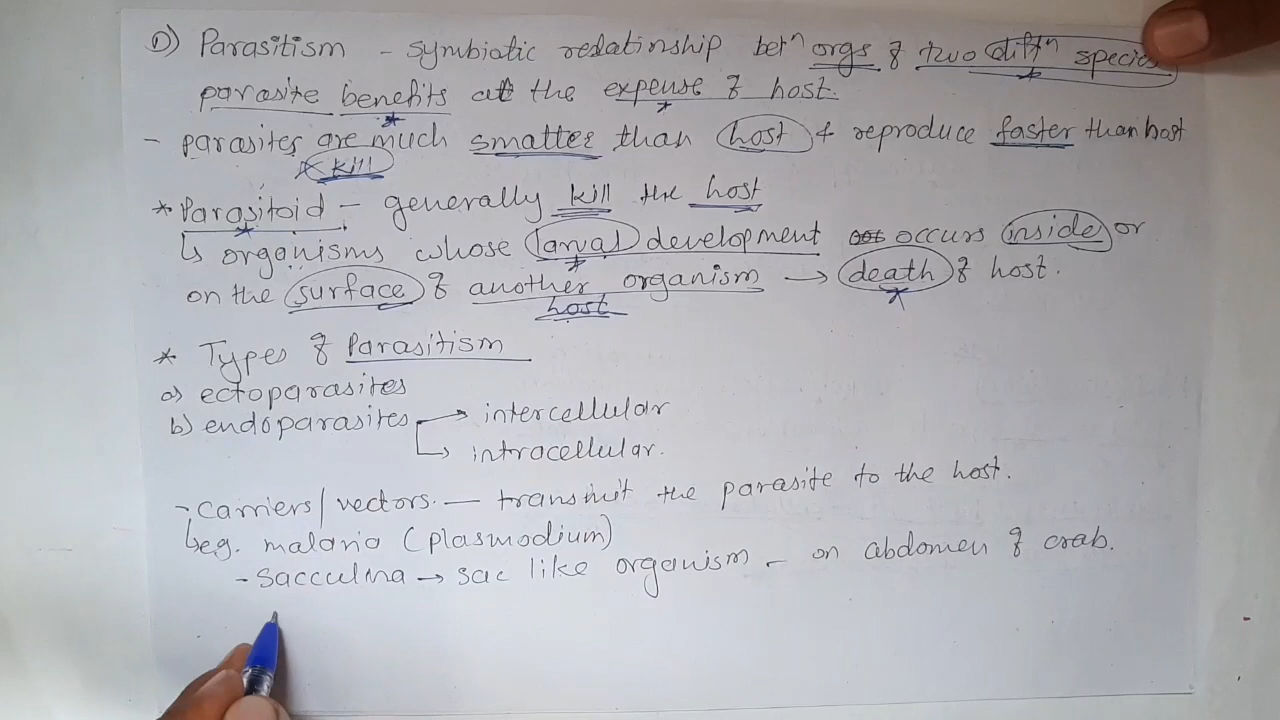 D) Parasitism - symbiotic relatinship betⁿ orgs of two diffⁿ species,
parasite benefits at the expense of host.
- parasites are much smatter than host & reproduce faster than host
x kill
* Parasitoid - generally kill the host
↳ organisms whose larval development occurs inside or
on the surface of another organism → death of host.
host
* Types of Parasitism
a) ectoparasites
b) endoparasites → intercellular
↳ intracellular.
- carriers/vectors. — transmit the parasite to the host.
↳ eg. malaria (plasmodium)
- sacculina → sac like organism - on abdomen of crab.